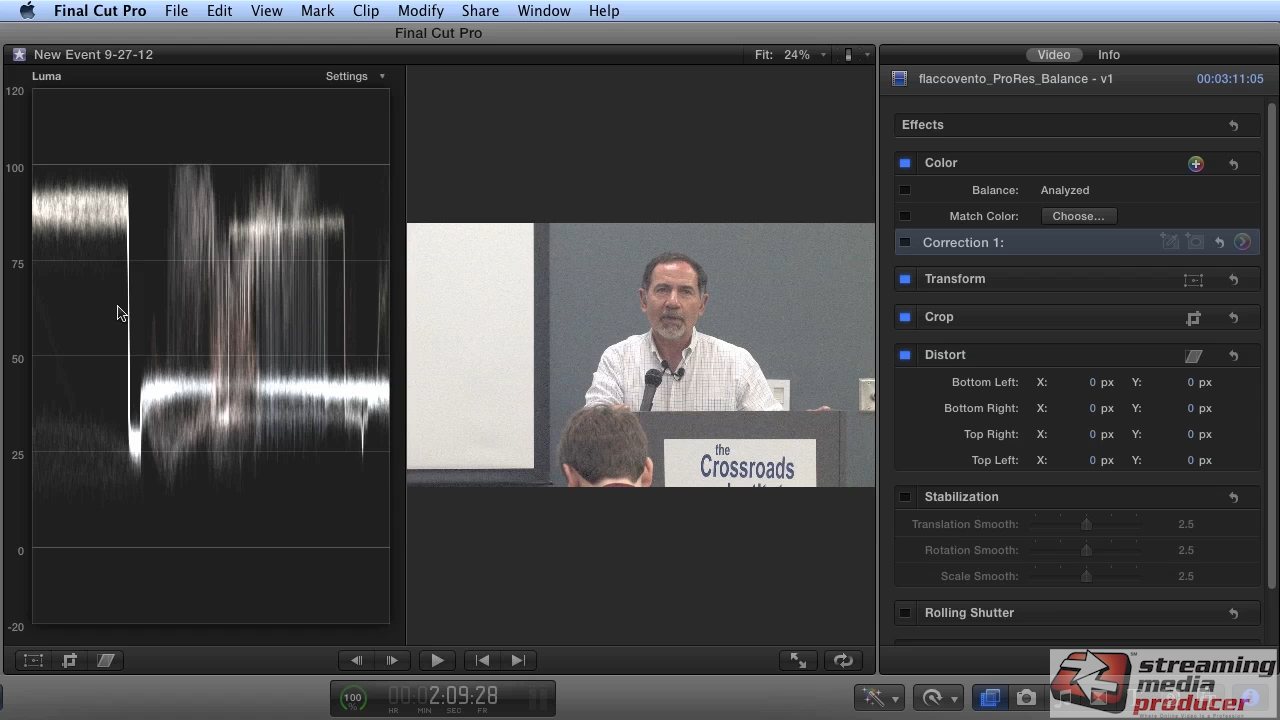 Final Cut Pro File Edit View Mark Clip Modify Share Window Help
Final Cut Pro
New Event 9-27-12 Fit: 24%
Video Info
Luma Settings
flaccovento_ProRes_Balance - v1 00:03:11:05
120
100
75
50
25
0
-20
Effects
Color
Balance: Analyzed
Match Color: Choose...
Correction 1:
Transform
Crop
Distort
Bottom Left: X: 0 px Y: 0 px
Bottom Right: X: 0 px Y: 0 px
Top Right: X: 0 px Y: 0 px
Top Left: X: 0 px Y: 0 px
Stabilization
Translation Smooth: 2.5
Rotation Smooth: 2.5
Scale Smooth: 2.5
Rolling Shutter
the
Crossroads
100 % 00:02:09:28
HR MIN SEC FR
streaming
media
producer